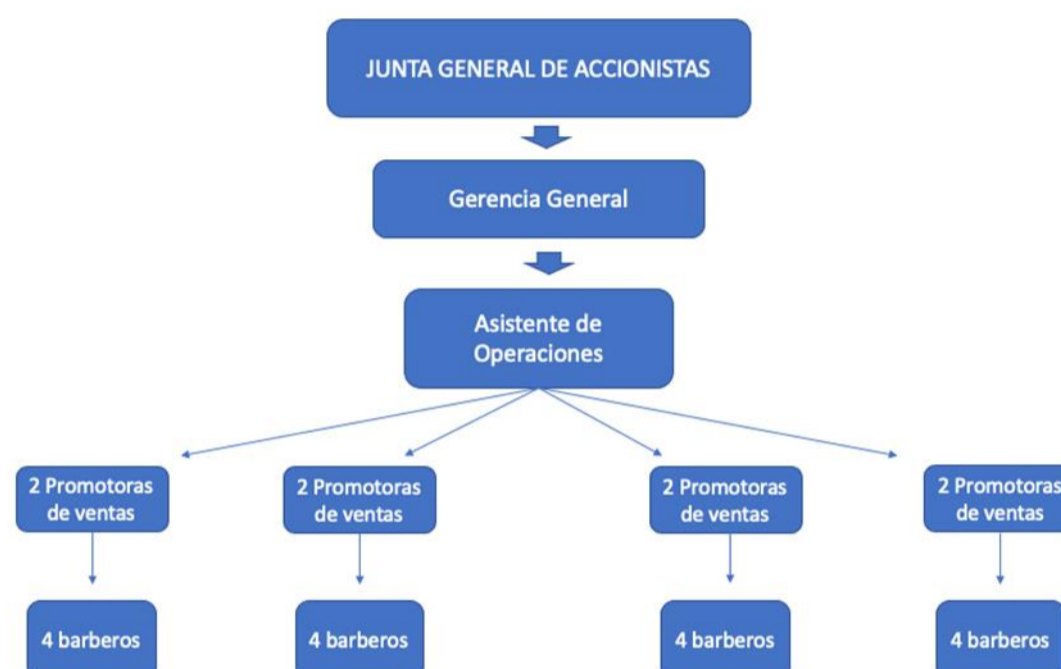 JUNTA GENERAL DE ACCIONISTAS
Gerencia General
Asistente de
Operaciones
2 Promotoras
de ventas
2 Promotoras
de ventas
2 Promotoras
de ventas
2 Promotoras
de ventas
4 barberos
4 barberos
4 barberos
4 barberos